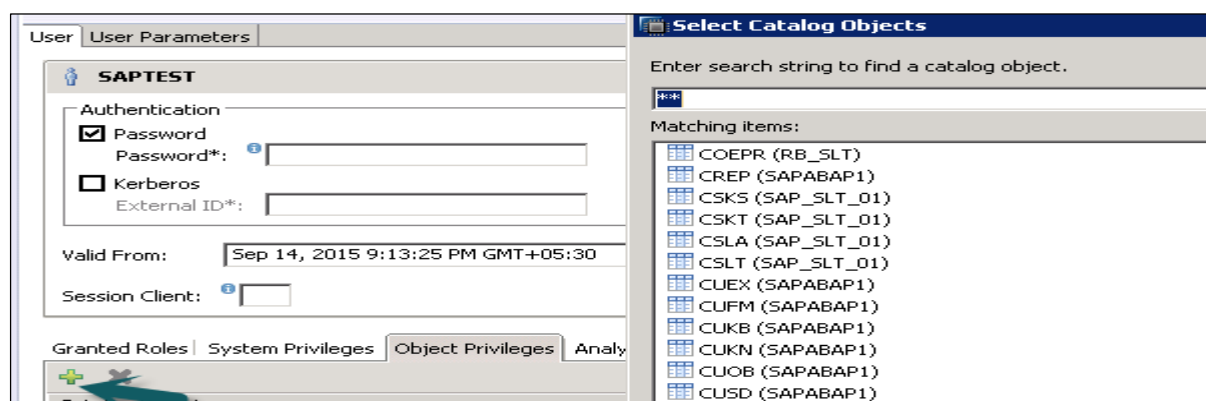 User
User Parameters
SAPTEST
Authentication
Password
Password*:
Kerberos
External ID*:
Valid From:
Sep 14, 2015 9:13:25 PM GMT+05:30
Session Client:
Granted Roles
System Privileges
Object Privileges
Analy
Select Catalog Objects
Enter search string to find a catalog object.
**
Matching items:
COEPR (RB_SLT)
CREP (SAPABAP1)
CSKS (SAP_SLT_01)
CSKT (SAP_SLT_01)
CSLA (SAP_SLT_01)
CSLT (SAP_SLT_01)
CUEX (SAPABAP1)
CUFM (SAPABAP1)
CUKB (SAPABAP1)
CUKN (SAPABAP1)
CUOB (SAPABAP1)
CUSD (SAPABAP1)